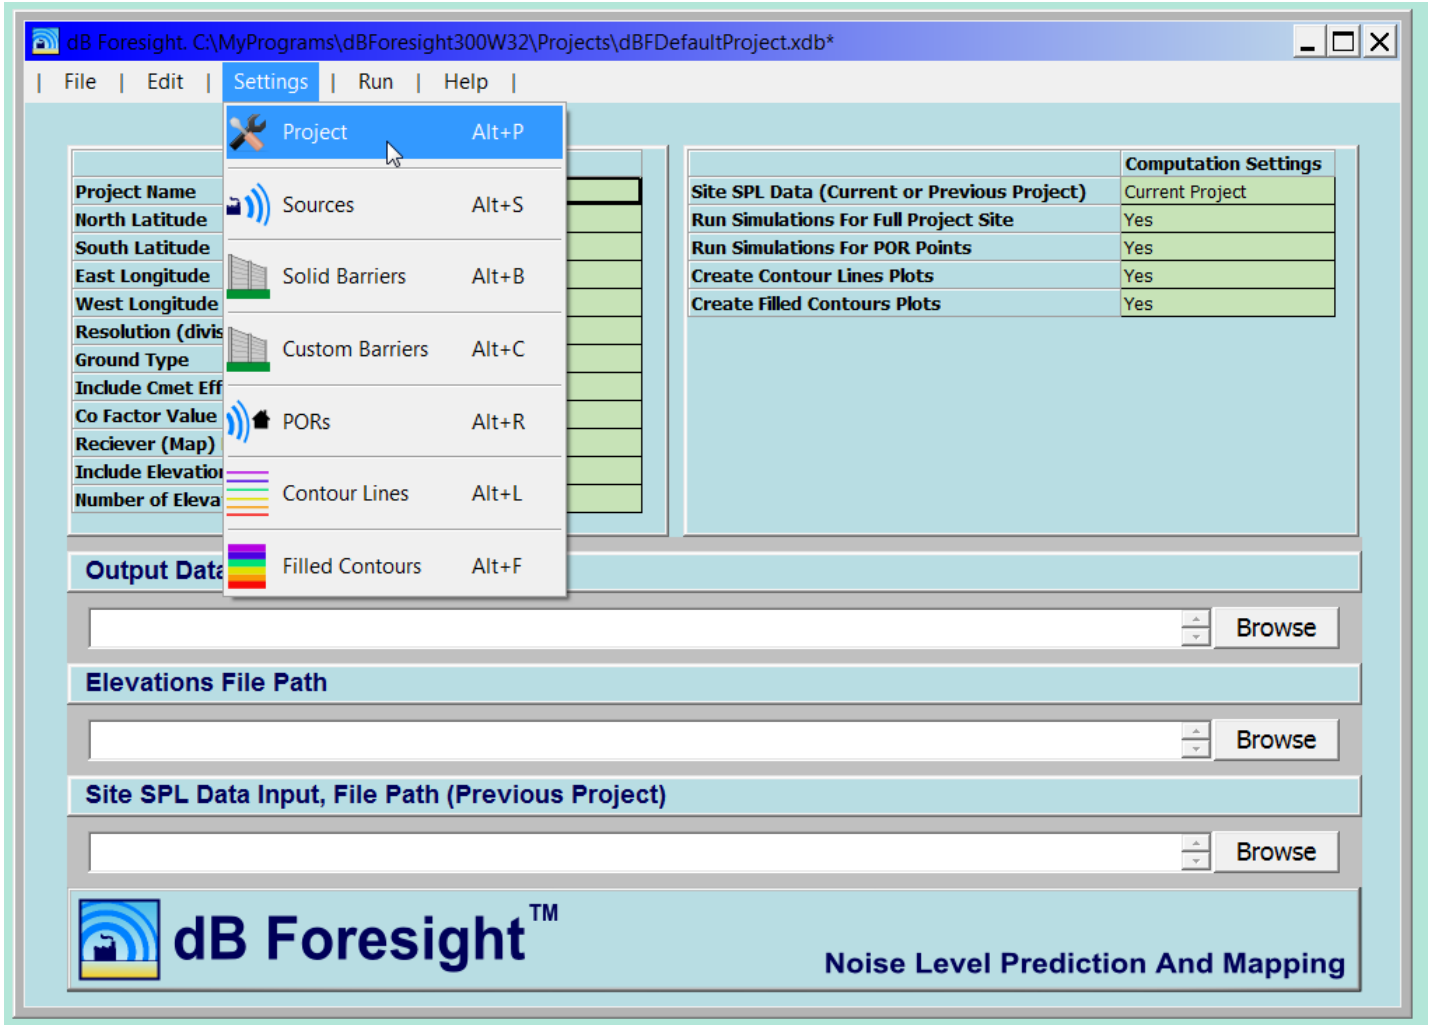 dB Foresight. C:\MyPrograms\dBForesight300W32\Projects\dBFDefaultProject.xdb*
| File | Edit | Settings | Run | Help |
Project Alt+P
Sources Alt+S
Solid Barriers Alt+B
Custom Barriers Alt+C
PORs Alt+R
Contour Lines Alt+L
Filled Contours Alt+F
Project Name
North Latitude
South Latitude
East Longitude
West Longitude
Resolution (divis
Ground Type
Include Cmet Eff
Co Factor Value
Reciever (Map)
Include Elevation
Number of Eleva
Computation Settings
Site SPL Data (Current or Previous Project) Current Project
Run Simulations For Full Project Site Yes
Run Simulations For POR Points Yes
Create Contour Lines Plots Yes
Create Filled Contours Plots Yes
Output Data
Browse
Elevations File Path
Browse
Site SPL Data Input, File Path (Previous Project)
Browse
dB Foresight™
Noise Level Prediction And Mapping